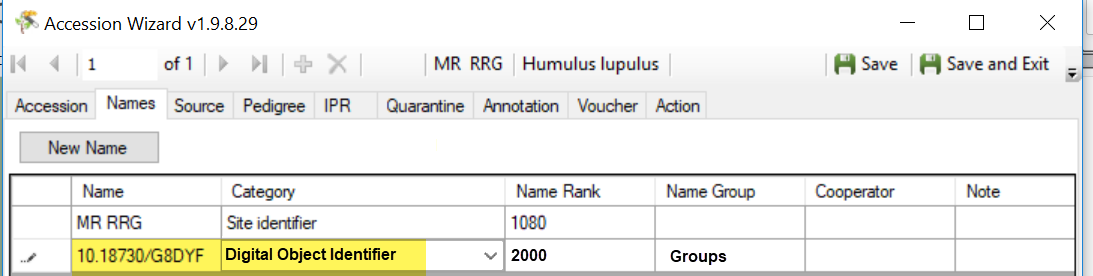 Accession Wizard v1.9.8.29
1 of 1 MR RRG Humulus lupulus Save Save and Exit
Accession Names Source Pedigree IPR Quarantine Annotation Voucher Action
New Name
Name Category Name Rank Name Group Cooperator Note
MR RRG Site identifier 1080
10.18730/G8DYF Digital Object Identifier 2000 Groups